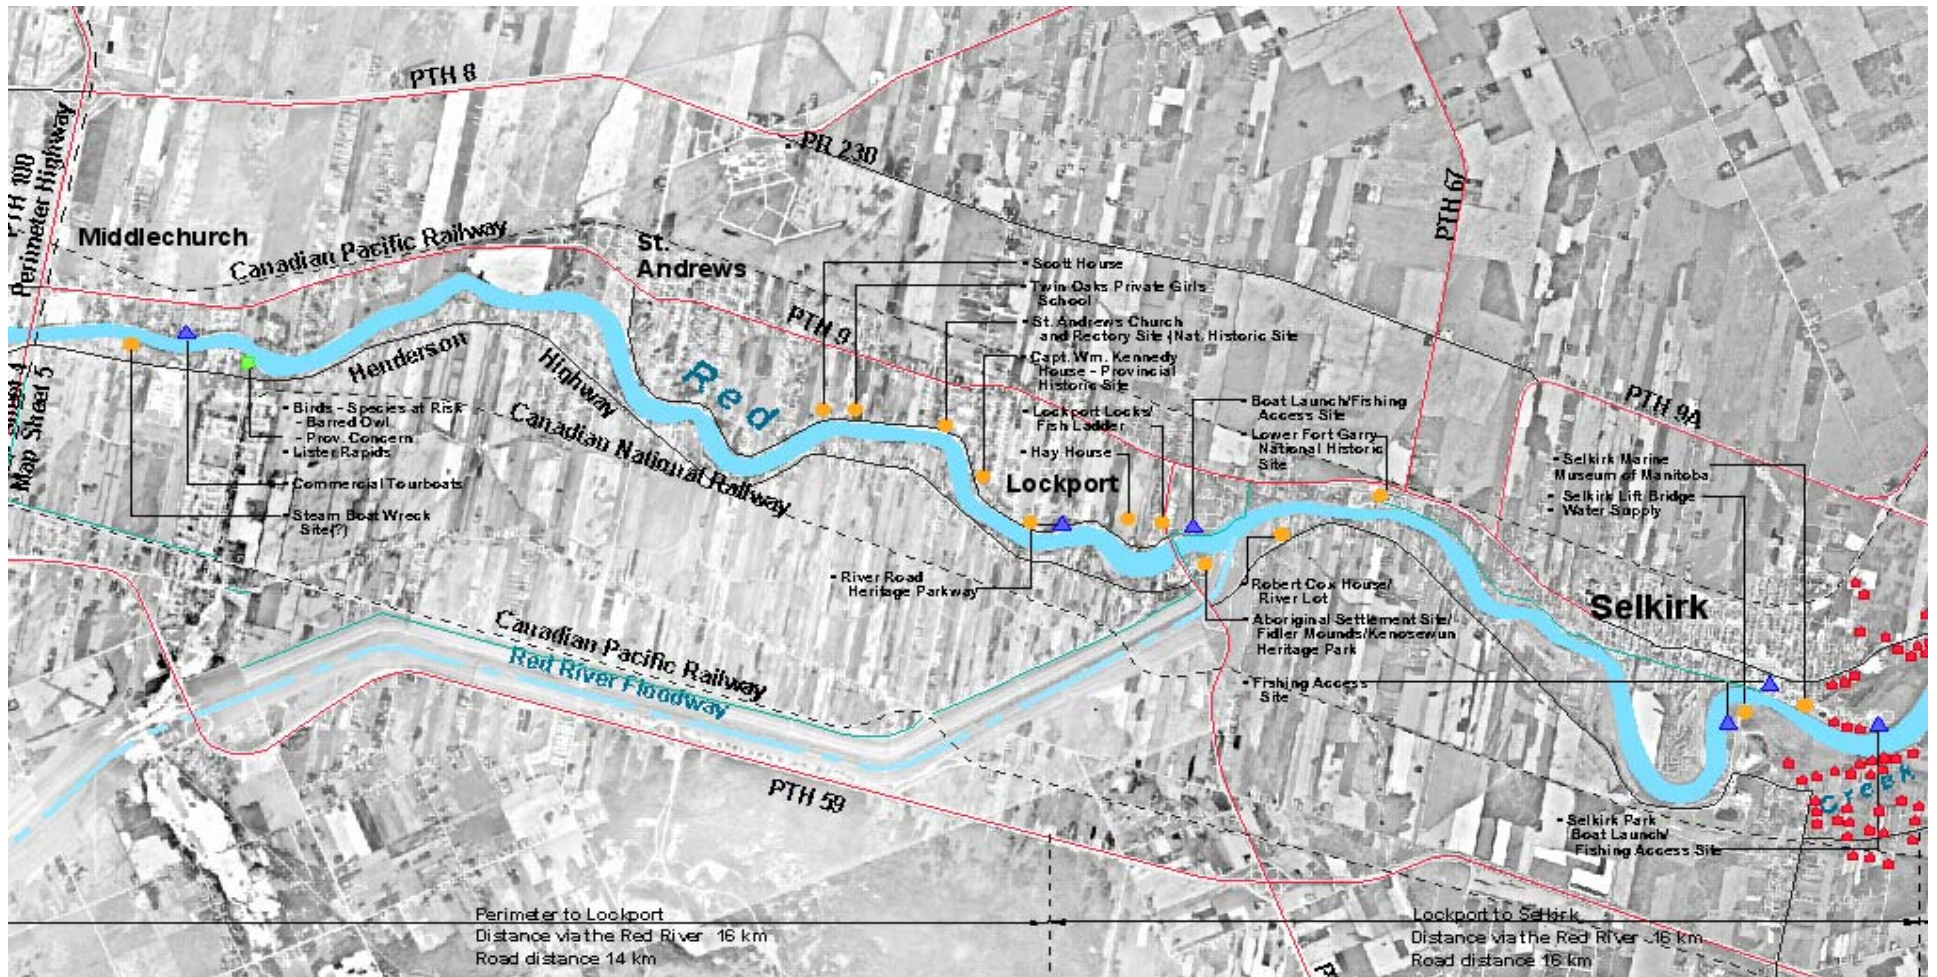 PTH 8
PR 230
PTH 100
Perimeter Highway
PTH 67
Middlechurch
Canadian Pacific Railway
St.
Andrews
- Scott House
- Twin Oaks Private Girls
School
PTH 9
- St. Andrews Church
and Rectory Site (Nat. Historic Site
- Capt. Wm. Kennedy
House - Provincial
Historic Site
Henderson
Highway
Red
PTH 9A
Map Sheet 5
- Birds - Species at Risk
- Barred Owl
- Prov. Concern
- Lister Rapids
Canadian National Railway
- Lockport Locks/
Fish Ladder
- Boat Launch/Fishing
Access Site
- Lower Fort Garry
National Historic
Site
- Hay House
- Selkirk Marine
Museum of Manitoba
- Selkirk Lift Bridge
- Water Supply
- Commercial Tourboats
Lockport
- Steam Boat Wreck
Site(?)
- River Road
Heritage Parkway
Robert Cox House/
River Lot
Selkirk
- Aboriginal Settlement Site/
Fidler Mounds/Kenosewun
Heritage Park
Canadian Pacific Railway
Red River Floodway
- Fishing Access
Site
PTH 59
Creek
- Selkirk Park
Boat Launch/
Fishing Access Site
Perimeter to Lockport
Distance via the Red River 16 km
Road distance 14 km
Lockport to Selkirk
Distance via the Red River 16 km
Road distance 16 km